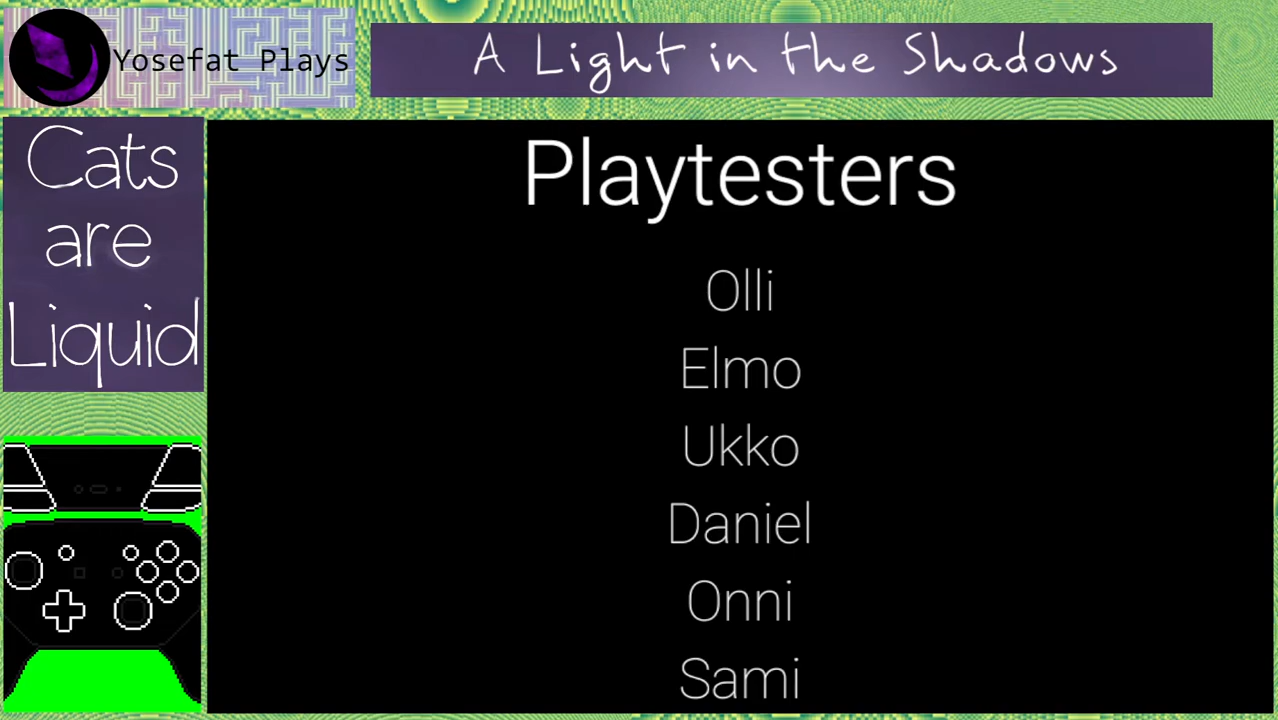 Yosefat Plays
A Light in the Shadows
Cats
are
Liquid
Playtesters
Olli
Elmo
Ukko
Daniel
Onni
Sami